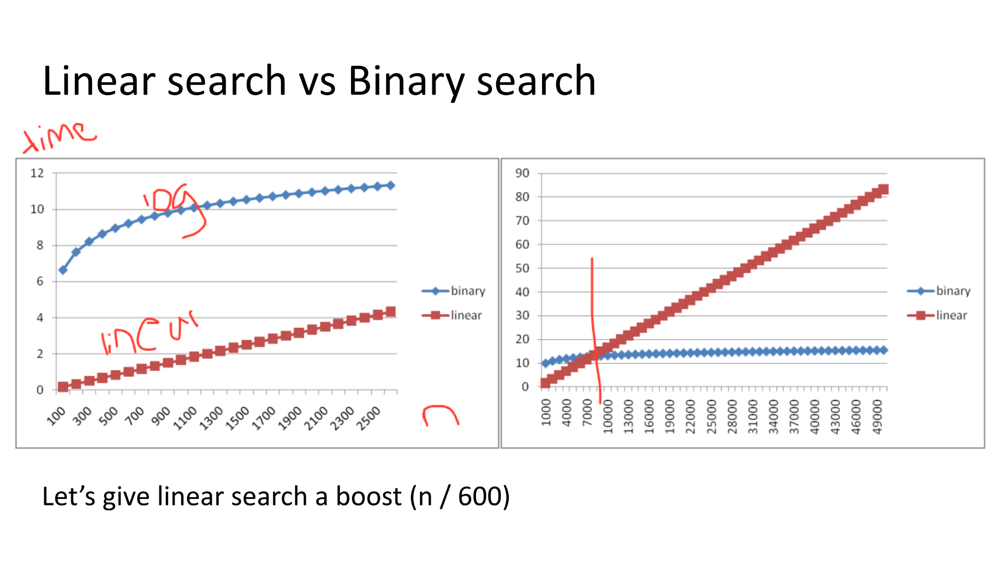 Linear search vs Binary search
time
12
10
8
6
4
2
0
log
linear
binary
linear
100 300 500 700 900 1100 1300 1500 1700 1900 2100 2300 2500
n
90
80
70
60
50
40
30
20
10
0
binary
linear
1000 4000 7000 10000 13000 16000 19000 22000 25000 28000 31000 34000 37000 40000 43000 46000 49000
Let’s give linear search a boost (n / 600)